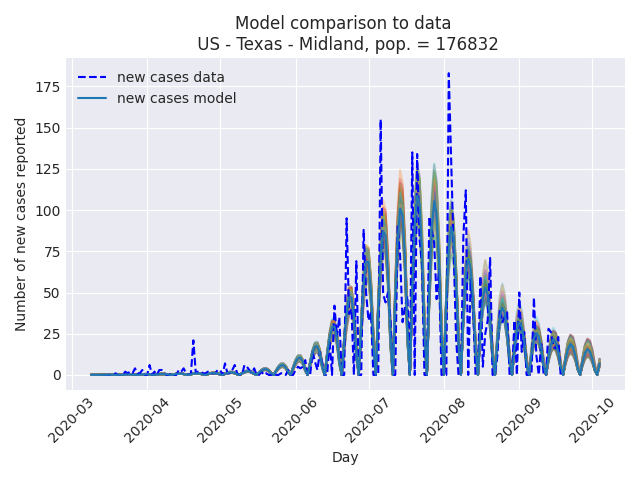 Model comparison to data
US - Texas - Midland, pop. = 176832
new cases data
new cases model
Number of new cases reported
175
150
125
100
75
50
25
0
2020-03
2020-04
2020-05
2020-06
2020-07
2020-08
2020-09
2020-10
Day